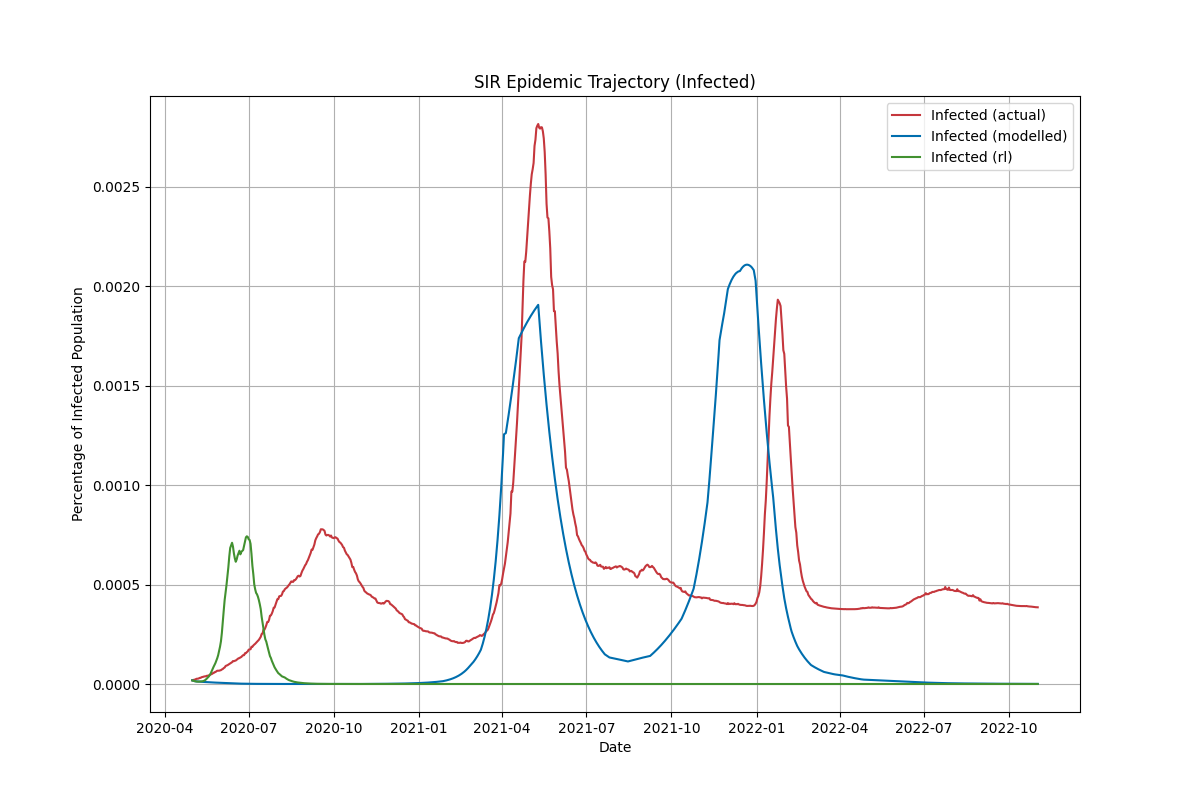 SIR Epidemic Trajectory (Infected)
Infected (actual)
Infected (modelled)
Infected (rl)
Percentage of Infected Population
0.0025
0.0020
0.0015
0.0010
0.0005
0.0000
2020-04 2020-07 2020-10 2021-01 2021-04 2021-07 2021-10 2022-01 2022-04 2022-07 2022-10
Date